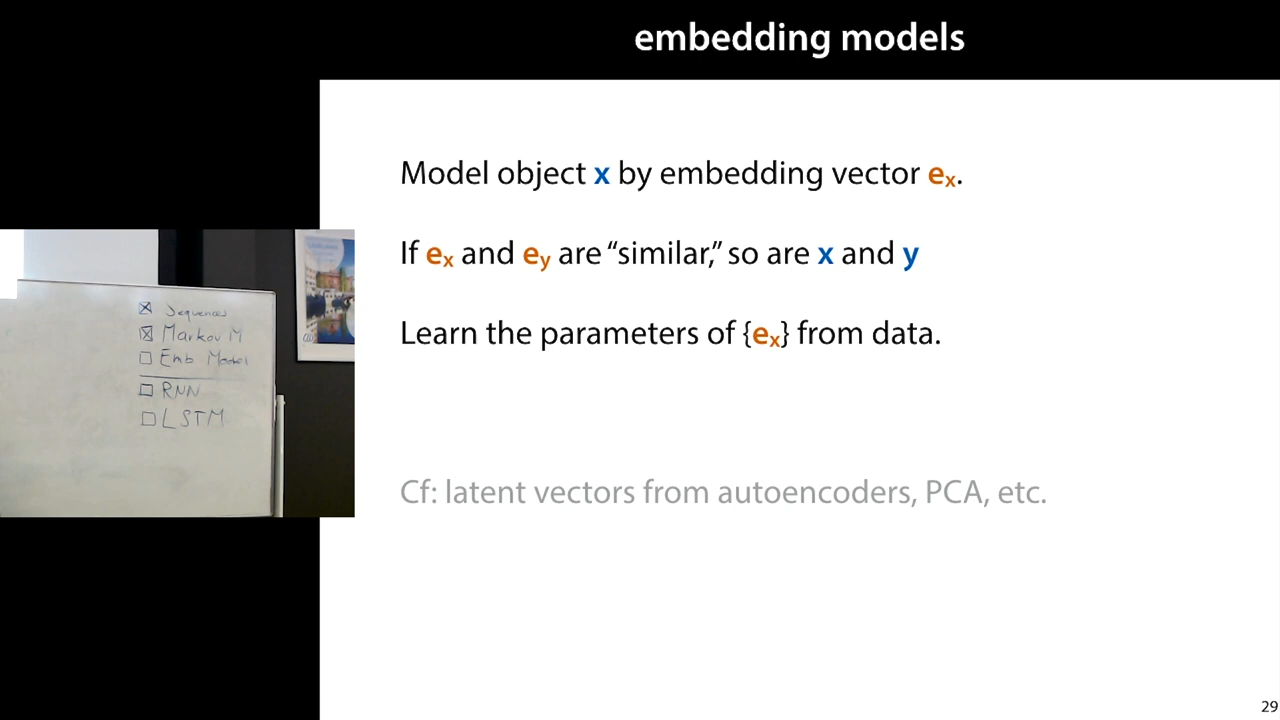 embedding models
Model object x by embedding vector eₓ.
If eₓ and e_y are “similar,” so are x and y
Learn the parameters of {eₓ} from data.
Cf: latent vectors from autoencoders, PCA, etc.
29
Sequences
Markov M
Emb Model
RNN
LSTM